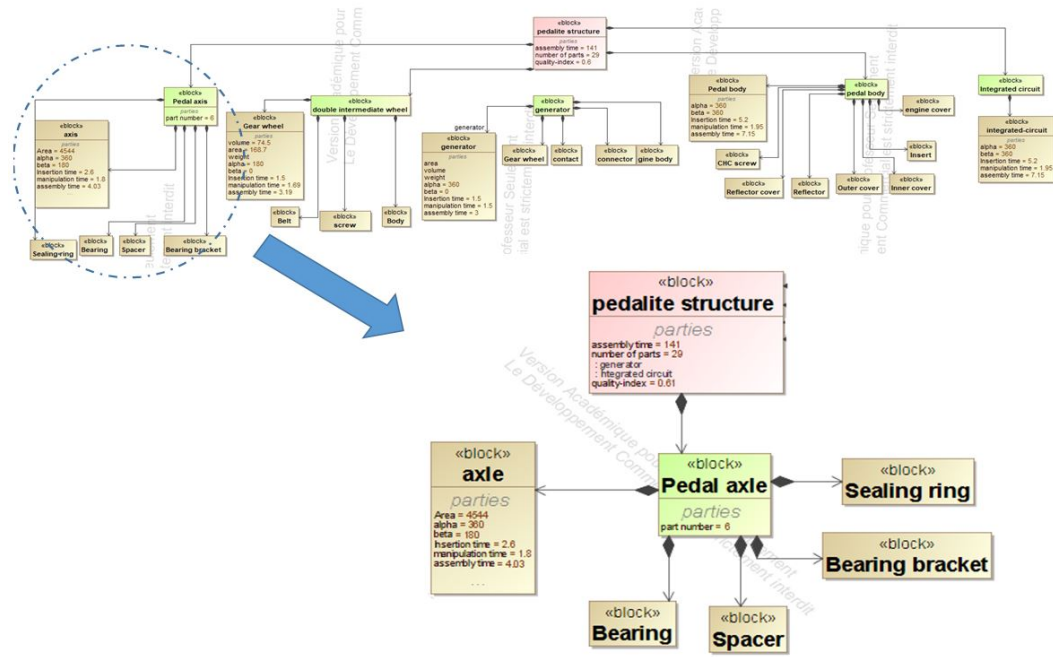 «block»
pedalite structure
parties
assembly time = 141
number of parts = 29
quality-index = 0.6
«block»
Pedal axis
parties
part number = 6
«block»
axis
parties
Area = 4544
alpha = 360
beta = 180
Insertion time = 2.6
manipulation time = 1.8
assembly time = 4.03
...
«block»
Sealing-ring
«block»
Bearing
«block»
Spacer
«block»
Bearing bracket
«block»
double intermediate wheel
«block»
Gear wheel
parties
volume = 74.5
area = 168.7
weight
alpha = 180
beta = 0
Insertion time = 1.5
manipulation time = 1.69
assembly time = 3.19
«block»
Belt
«block»
screw
«block»
Body
«block»
generator
generator
«block»
generator
parties
area
volume
weight
alpha = 360
beta = 0
Insertion time = 1.5
manipulation time = 1.5
assembly time = 3
«block»
Gear wheel
«block»
contact
«block»
connector
«block»
gine body
«block»
pedal body
«block»
Pedal body
parties
alpha = 360
beta = 360
Insertion time = 5.2
manipulation time = 1.95
assembly time = 7.15
«block»
CHC screw
«block»
Reflector cover
«block»
Reflector
«block»
Outer cover
«block»
Inner cover
«block»
Insert
«block»
engine cover
«block»
Integrated circuit
«block»
integrated-circuit
parties
alpha = 360
beta = 360
Insertion time = 5.2
manipulation time = 1.95
assembly time = 7.15
«block»
pedalite structure
parties
assembly time = 141
number of parts = 29
: generator
: Integrated circuit
quality-index = 0.61
Version Académique pou
Le Développement Comm
«block»
axle
parties
Area = 4544
alpha = 360
beta = 180
Insertion time = 2.6
manipulation time = 1.8
assembly time = 4.03
...
«block»
Pedal axle
parties
part number = 6
«block»
Sealing ring
«block»
Bearing bracket
«block»
Bearing
«block»
Spacer